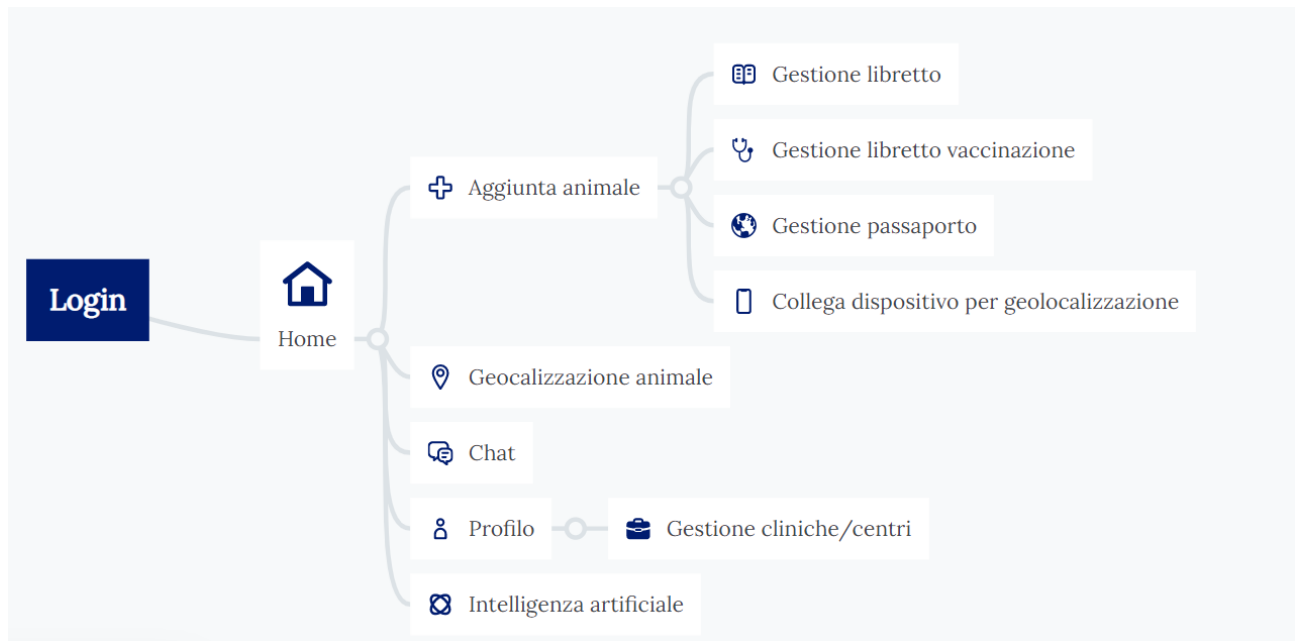 Login
Home
Aggiunta animale
Gestione libretto
Gestione libretto vaccinazione
Gestione passaporto
Collega dispositivo per geolocalizzazione
Geocalizzazione animale
Chat
Profilo
Gestione cliniche/centri
Intelligenza artificiale